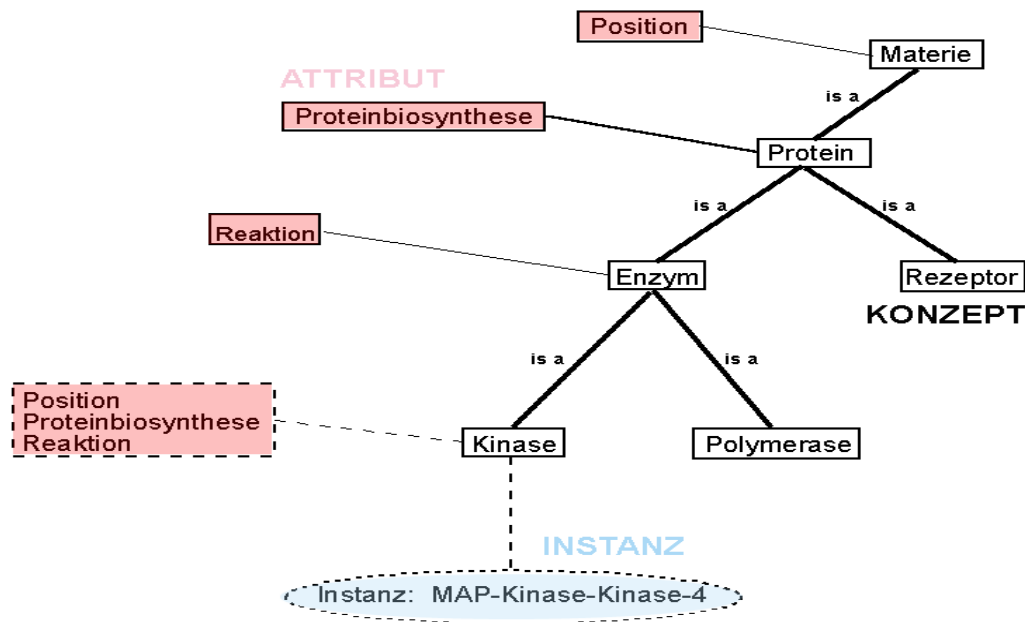 Position
Materie
ATTRIBUT
is a
Proteinbiosynthese
Protein
is a
is a
Reaktion
Enzym
Rezeptor
KONZEPT
is a
is a
Position
Proteinbiosynthese
Reaktion
Kinase
Polymerase
INSTANZ
Instanz: MAP-Kinase-Kinase-4